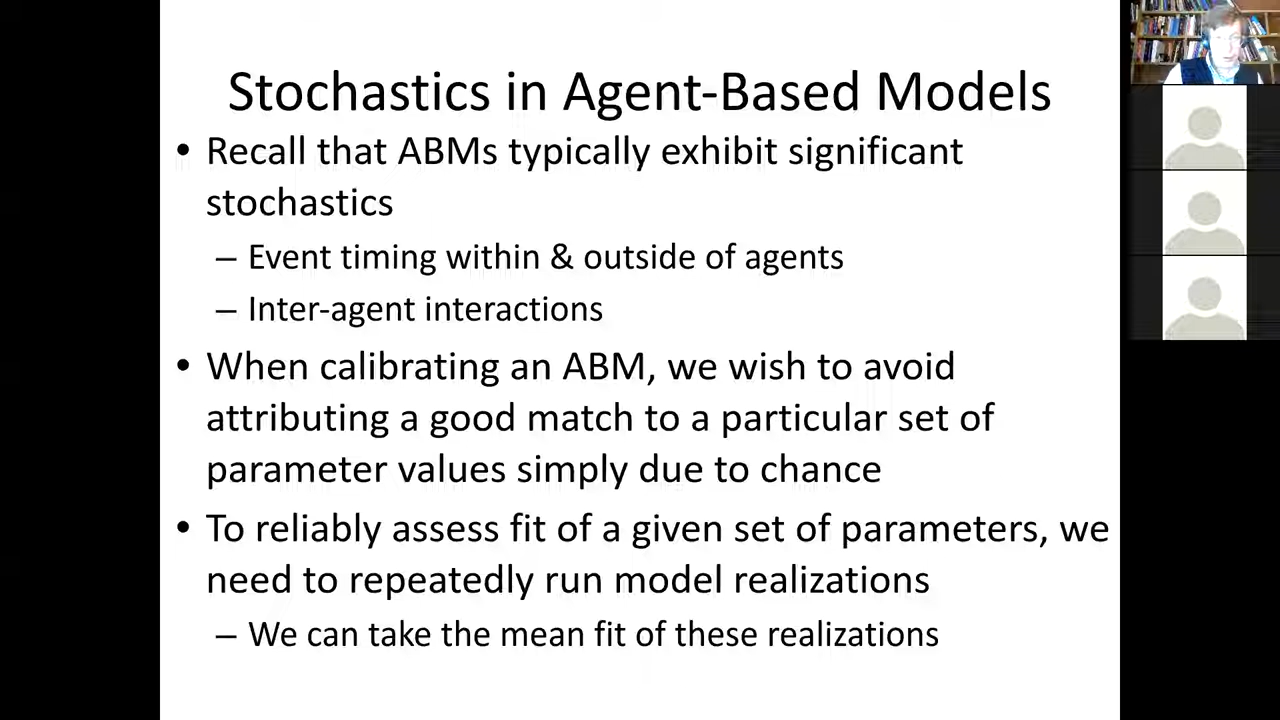 Stochastics in Agent-Based Models
• Recall that ABMs typically exhibit significant
stochastics
– Event timing within & outside of agents
– Inter-agent interactions
• When calibrating an ABM, we wish to avoid
attributing a good match to a particular set of
parameter values simply due to chance
• To reliably assess fit of a given set of parameters, we
need to repeatedly run model realizations
– We can take the mean fit of these realizations